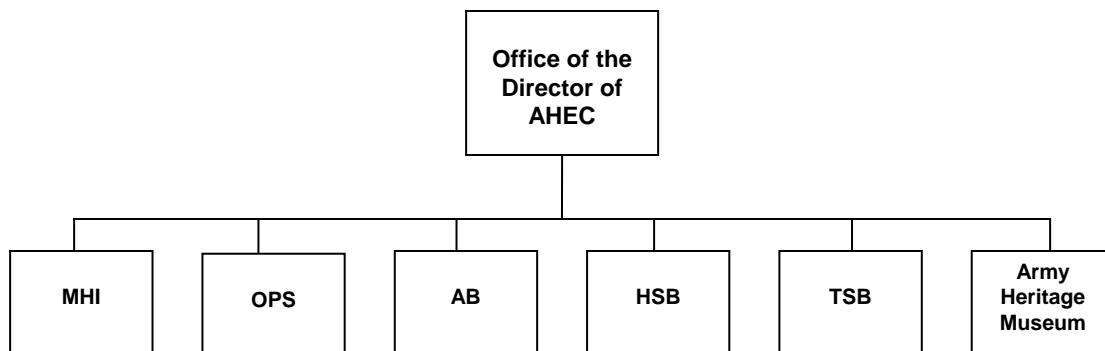 Office of the
Director of
AHEC
MHI
OPS
AB
HSB
TSB
Army
Heritage
Museum